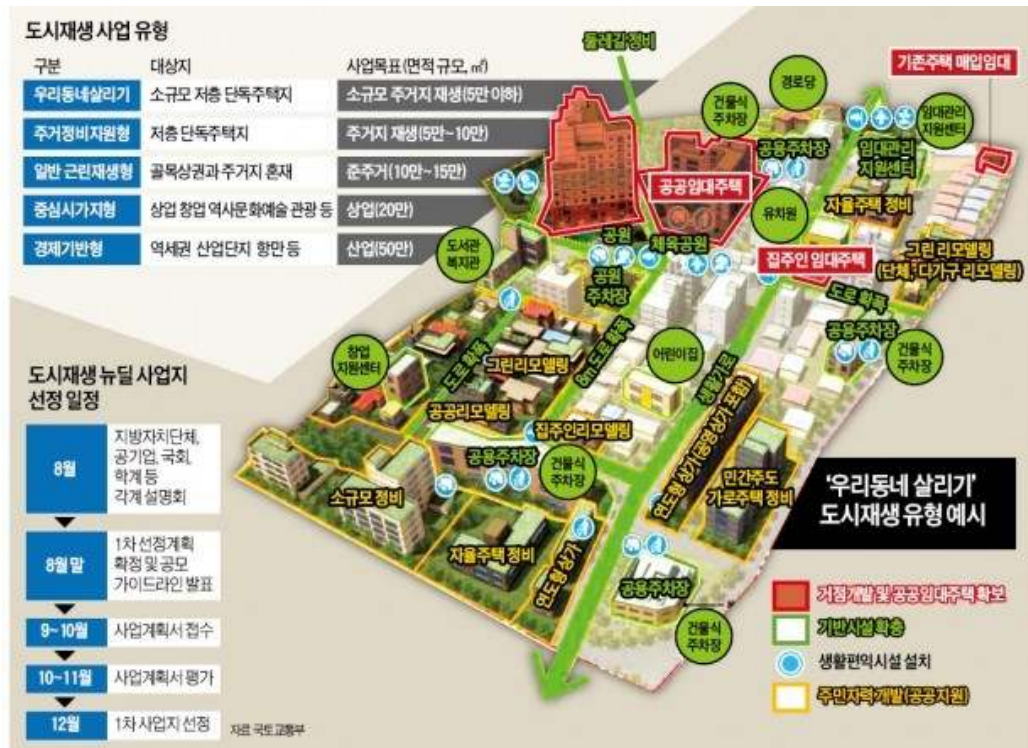 도시재생 사업 유형
구분 대상지 사업목표(면적 규모, ㎡)
우리동네살리기 소규모 저층 단독주택지 소규모 주거지 재생(5만 이하)
주거정비지원형 저층 단독주택지 주거지 재생(5만~10만)
일반 근린재생형 골목상권과 주거지 혼재 준주거(10만~15만)
중심시가지형 상업 창업 역사문화예술 관광 등 상업(20만)
경제기반형 역세권 산업단지 항만 등 산업(50만)
도시재생 뉴딜 사업지
선정 일정
8월
지방자치단체,
공기업, 국회,
학계 등
각계 설명회
8월 말
1차 선정계획
확정 및 공모
가이드라인 발표
9~10월 사업계획서 접수
10~11월 사업계획서 평가
12월 1차 사업지 선정
자료 국토교통부
둘레길정비
기존주택 매입임대
경로당
건물식
주차장
공용주차장
임대관리
지원센터
임대관리
지원센터
공공임대주택
유치원
자율주택 정비
공원
체육공원
집주인 임대주택
그린 리모델링
(단체, 다가구 리모델링)
도서관
복지관
공원
주차장
도로 확폭
공용주차장
건물식
주차장
창업
지원센터
도로 확폭
그린리모델링
8m 도로확폭
어린이집
생활가로
공공리모델링
집주인리모델링
연도형 상가(공영 상가 포함)
공용주차장
건물식
주차장
소규모 정비
민간주도
가로주택 정비
자율주택 정비
연도형 상가
공용주차장
건물식
주차장
'우리동네 살리기'
도시재생 유형 예시
거점개발 및 공공임대주택 확보
기반시설 확충
생활편익시설 설치
주민자력 개발(공공지원)